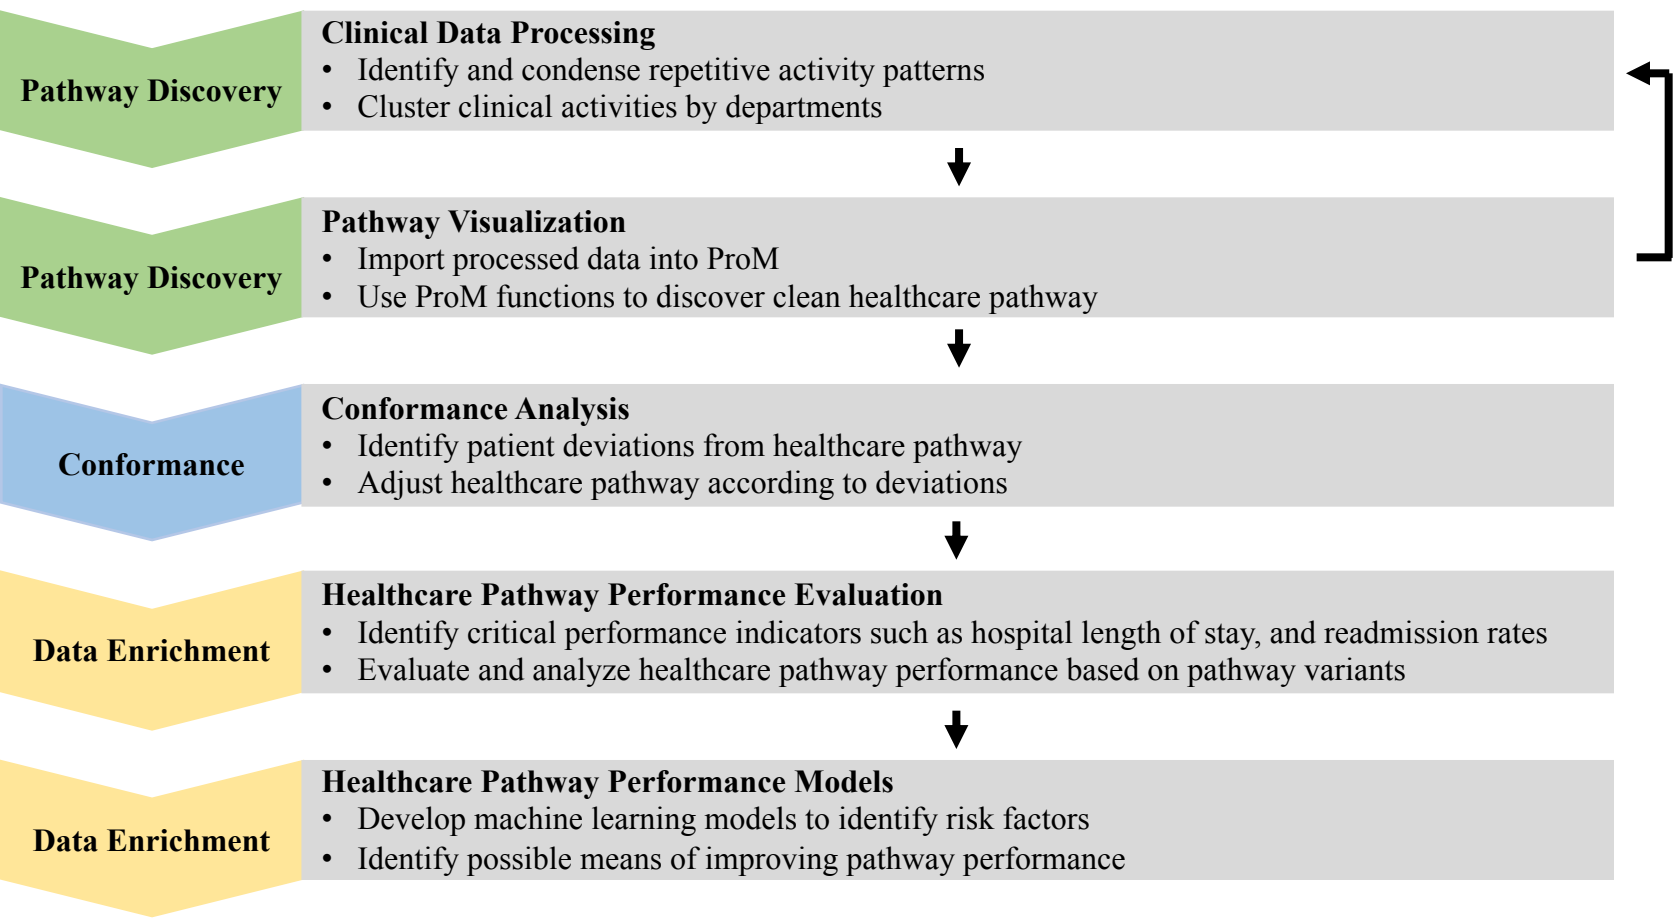 Clinical Data Processing
• Identify and condense repetitive activity patterns
Pathway Discovery
• Cluster clinical activities by departments
Pathway Visualization
• Import processed data into ProM
Pathway Discovery
• Use ProM functions to discover clean healthcare pathway
Conformance Analysis
• Identify patient deviations from healthcare pathway
Conformance
• Adjust healthcare pathway according to deviations
Healthcare Pathway Performance Evaluation
• Identify critical performance indicators such as hospital length of stay, and readmission rates
Data Enrichment
• Evaluate and analyze healthcare pathway performance based on pathway variants
Healthcare Pathway Performance Models
• Develop machine learning models to identify risk factors
Data Enrichment
• Identify possible means of improving pathway performance